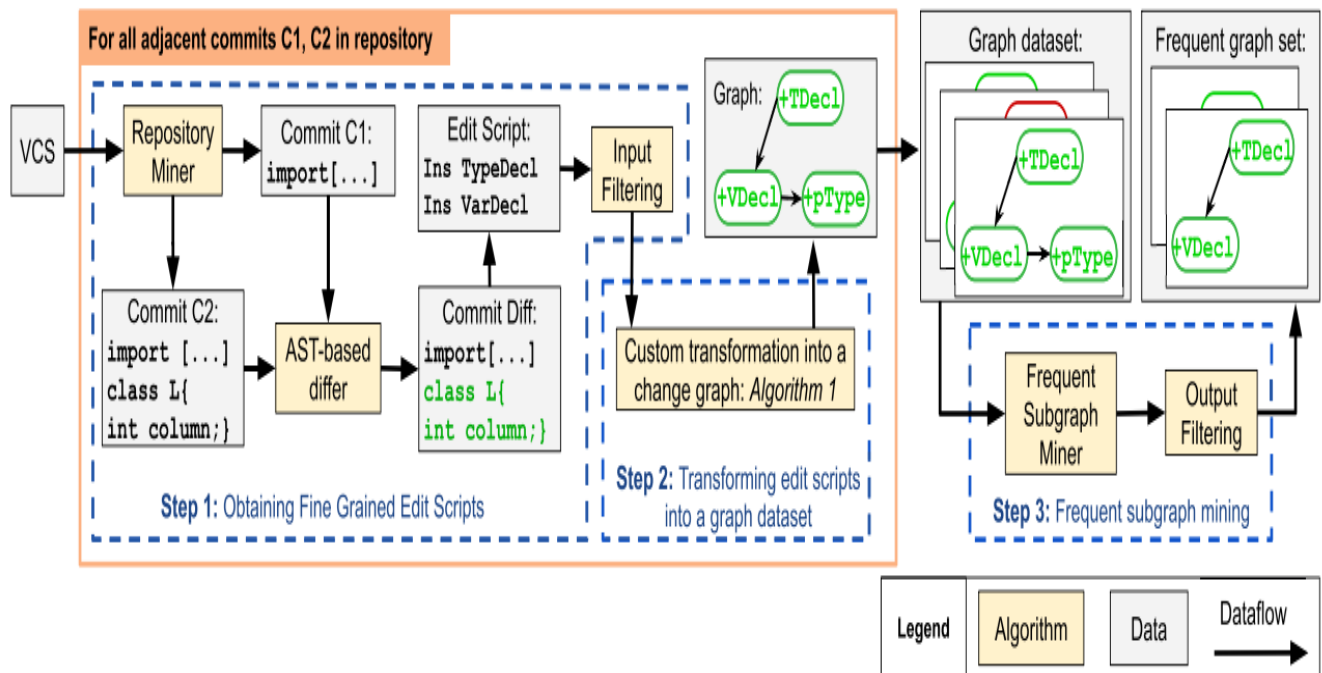 For all adjacent commits C1, C2 in repository
VCS
Repository
Miner
Commit C1:
import[...]
Edit Script:
Ins TypeDecl
Ins VarDecl
Input
Filtering
Graph:
+TDecl
+VDecl
+pType
Commit C2:
import [...]
class L{
int column;}
AST-based
differ
Commit Diff:
import[...]
class L{
int column;}
Custom transformation into a
change graph: Algorithm 1
Step 1: Obtaining Fine Grained Edit Scripts
Step 2: Transforming edit scripts
into a graph dataset
Graph dataset:
+TDecl
+VDecl
+pType
Frequent graph set:
+TDecl
+VDecl
Frequent
Subgraph
Miner
Output
Filtering
Step 3: Frequent subgraph mining
Legend
Algorithm
Data
Dataflow